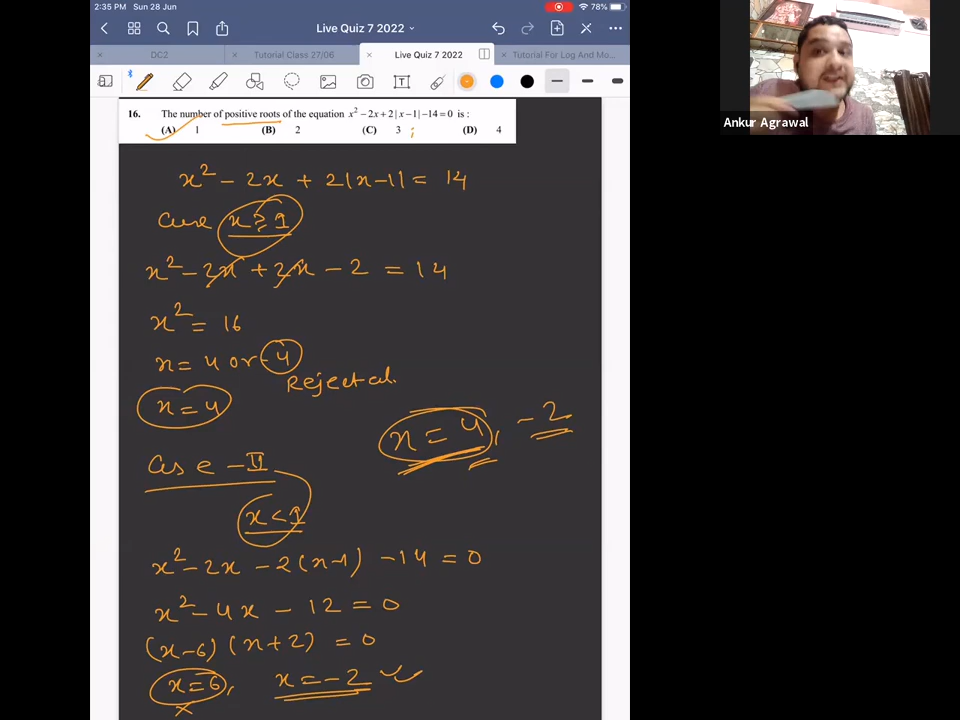 2:35 PM Sun 28 Jun
78%
Live Quiz 7 2022
DC2
Tutorial Class 27/06
Live Quiz 7 2022
Tutorial For Log And Mo...
16. The number of positive roots of the equation x² – 2x + 2|x – 1| – 14 = 0 is :
(A) 1 (B) 2 (C) 3 ; (D) 4
x² - 2x + 2|x-1| = 14
Case x ≥ 1
x² - 2x + 2x - 2 = 14
x² = 16
x = 4 or -4
Rejected.
x = 4
x = 4, -2
Case - II
x < 1
x² - 2x - 2(x-1) - 14 = 0
x² - 4x - 12 = 0
(x-6) (x+2) = 0
x = 6, x = -2
Ankur Agrawal